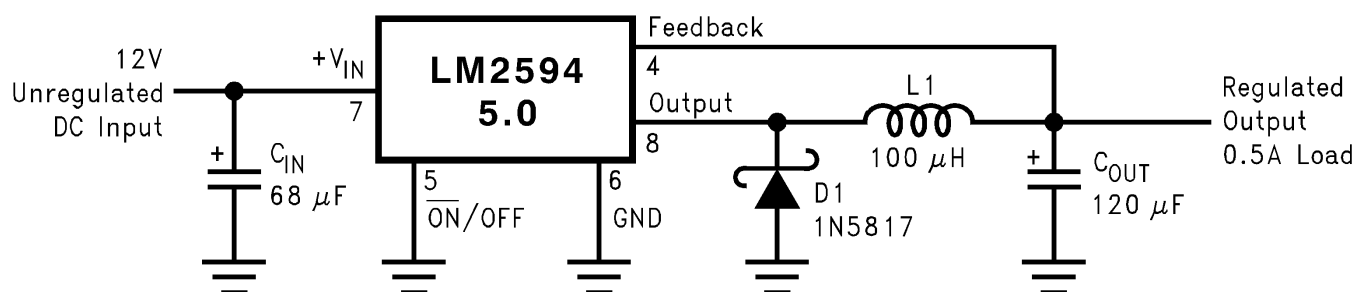 12V
Unregulated
DC Input
+VIN
7
CIN
68 μF
+
LM2594
5.0
Feedback
4
Output
8
5
ON/OFF
6
GND
D1
1N5817
L1
100 μH
+
COUT
120 μF
Regulated
Output
0.5A Load